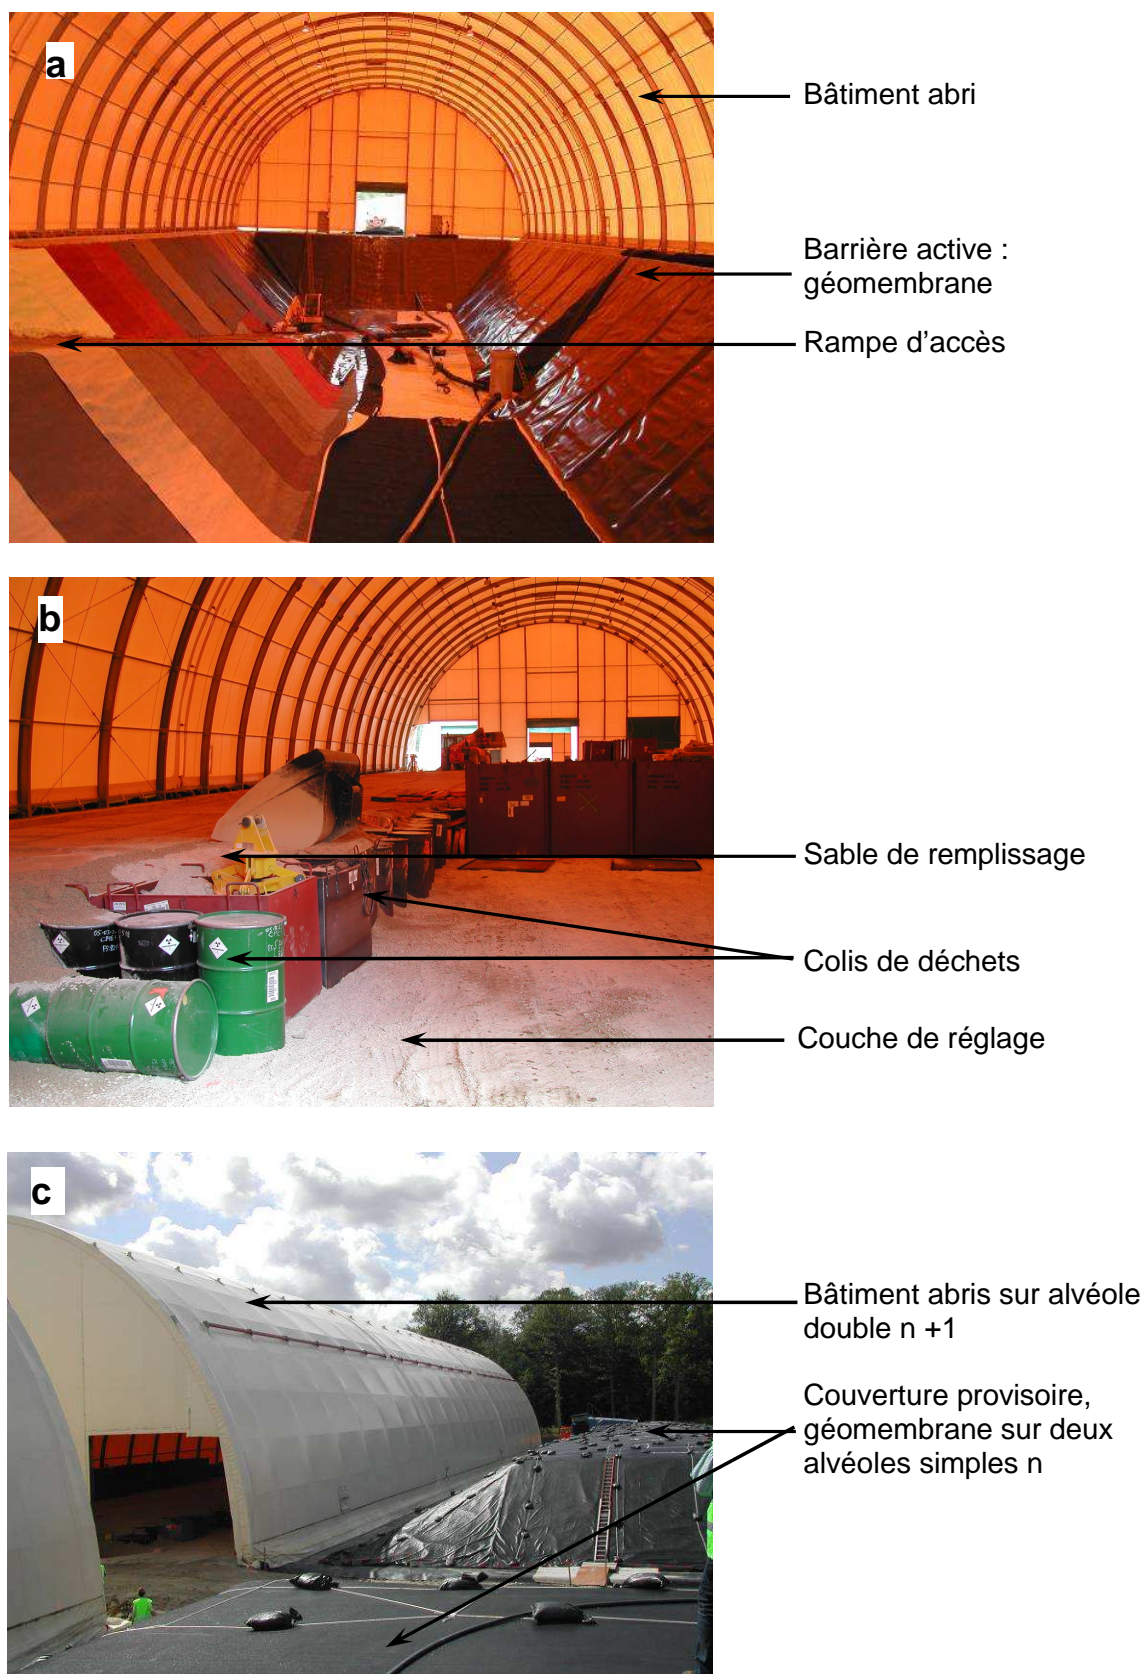 a
Bâtiment abri
Barrière active :
géomembrane
Rampe d’accès
b
Sable de remplissage
Colis de déchets
Couche de réglage
c
Bâtiment abris sur alvéole
double n +1
Couverture provisoire,
géomembrane sur deux
alvéoles simples n